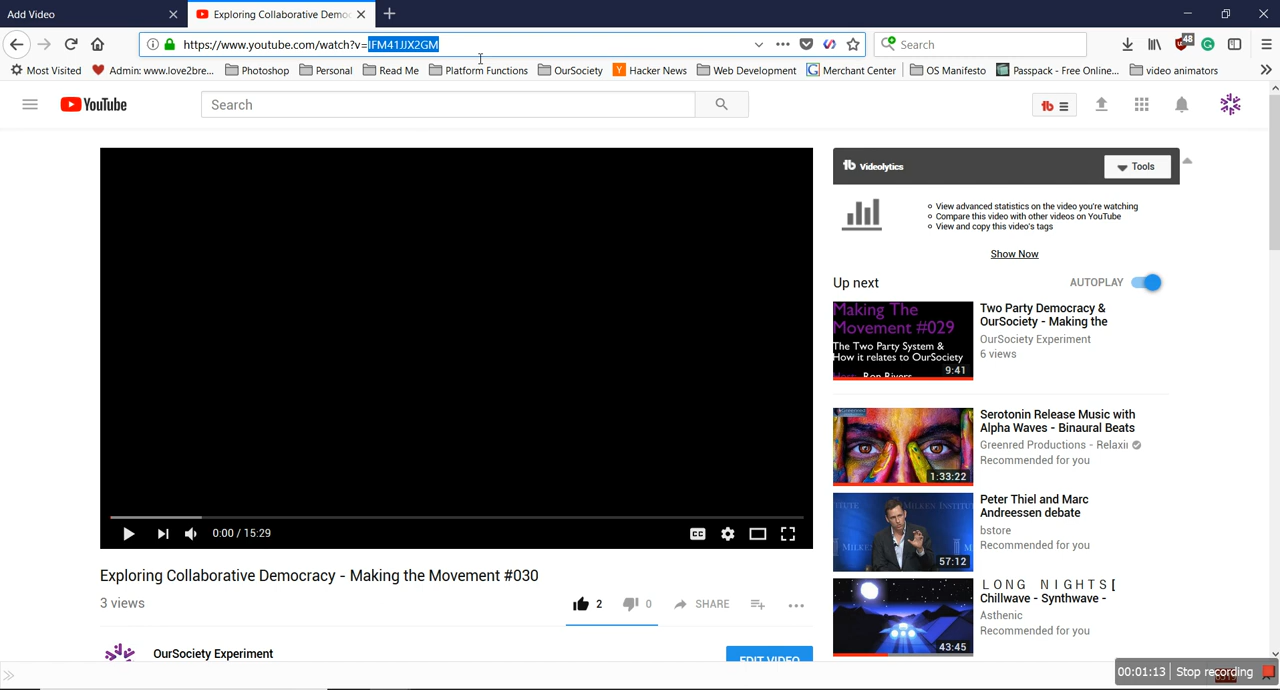 Add Video
Exploring Collaborative Demo
https://www.youtube.com/watch?v=IFM41JJX2GM
Search
48
Most Visited
Admin: www.love2bre...
Photoshop
Personal
Read Me
Platform Functions
OurSociety
Hacker News
Web Development
Merchant Center
OS Manifesto
Passpack - Free Online...
video animators
YouTube
Search
tb
tb Videolytics
Tools
View advanced statistics on the video you're watching
Compare this video with other videos on YouTube
View and copy this video's tags
Show Now
Up next
AUTOPLAY
Making The
Movement #029
The Two Party System &
How it relates to OurSociety
Host: Ron Rivers
9:41
Two Party Democracy &
OurSociety - Making the
OurSociety Experiment
6 views
1:33:22
Serotonin Release Music with
Alpha Waves - Binaural Beats
Greenred Productions - Relaxi
Recommended for you
57:12
Peter Thiel and Marc
Andreessen debate
bstore
Recommended for you
43:45
L O N G   N I G H T S [
Chillwave - Synthwave -
Asthenic
Recommended for you
0:00 / 15:29
CC
Exploring Collaborative Democracy - Making the Movement #030
3 views
2
0
SHARE
OurSociety Experiment
EDIT VIDEO
00:01:13
Stop recording